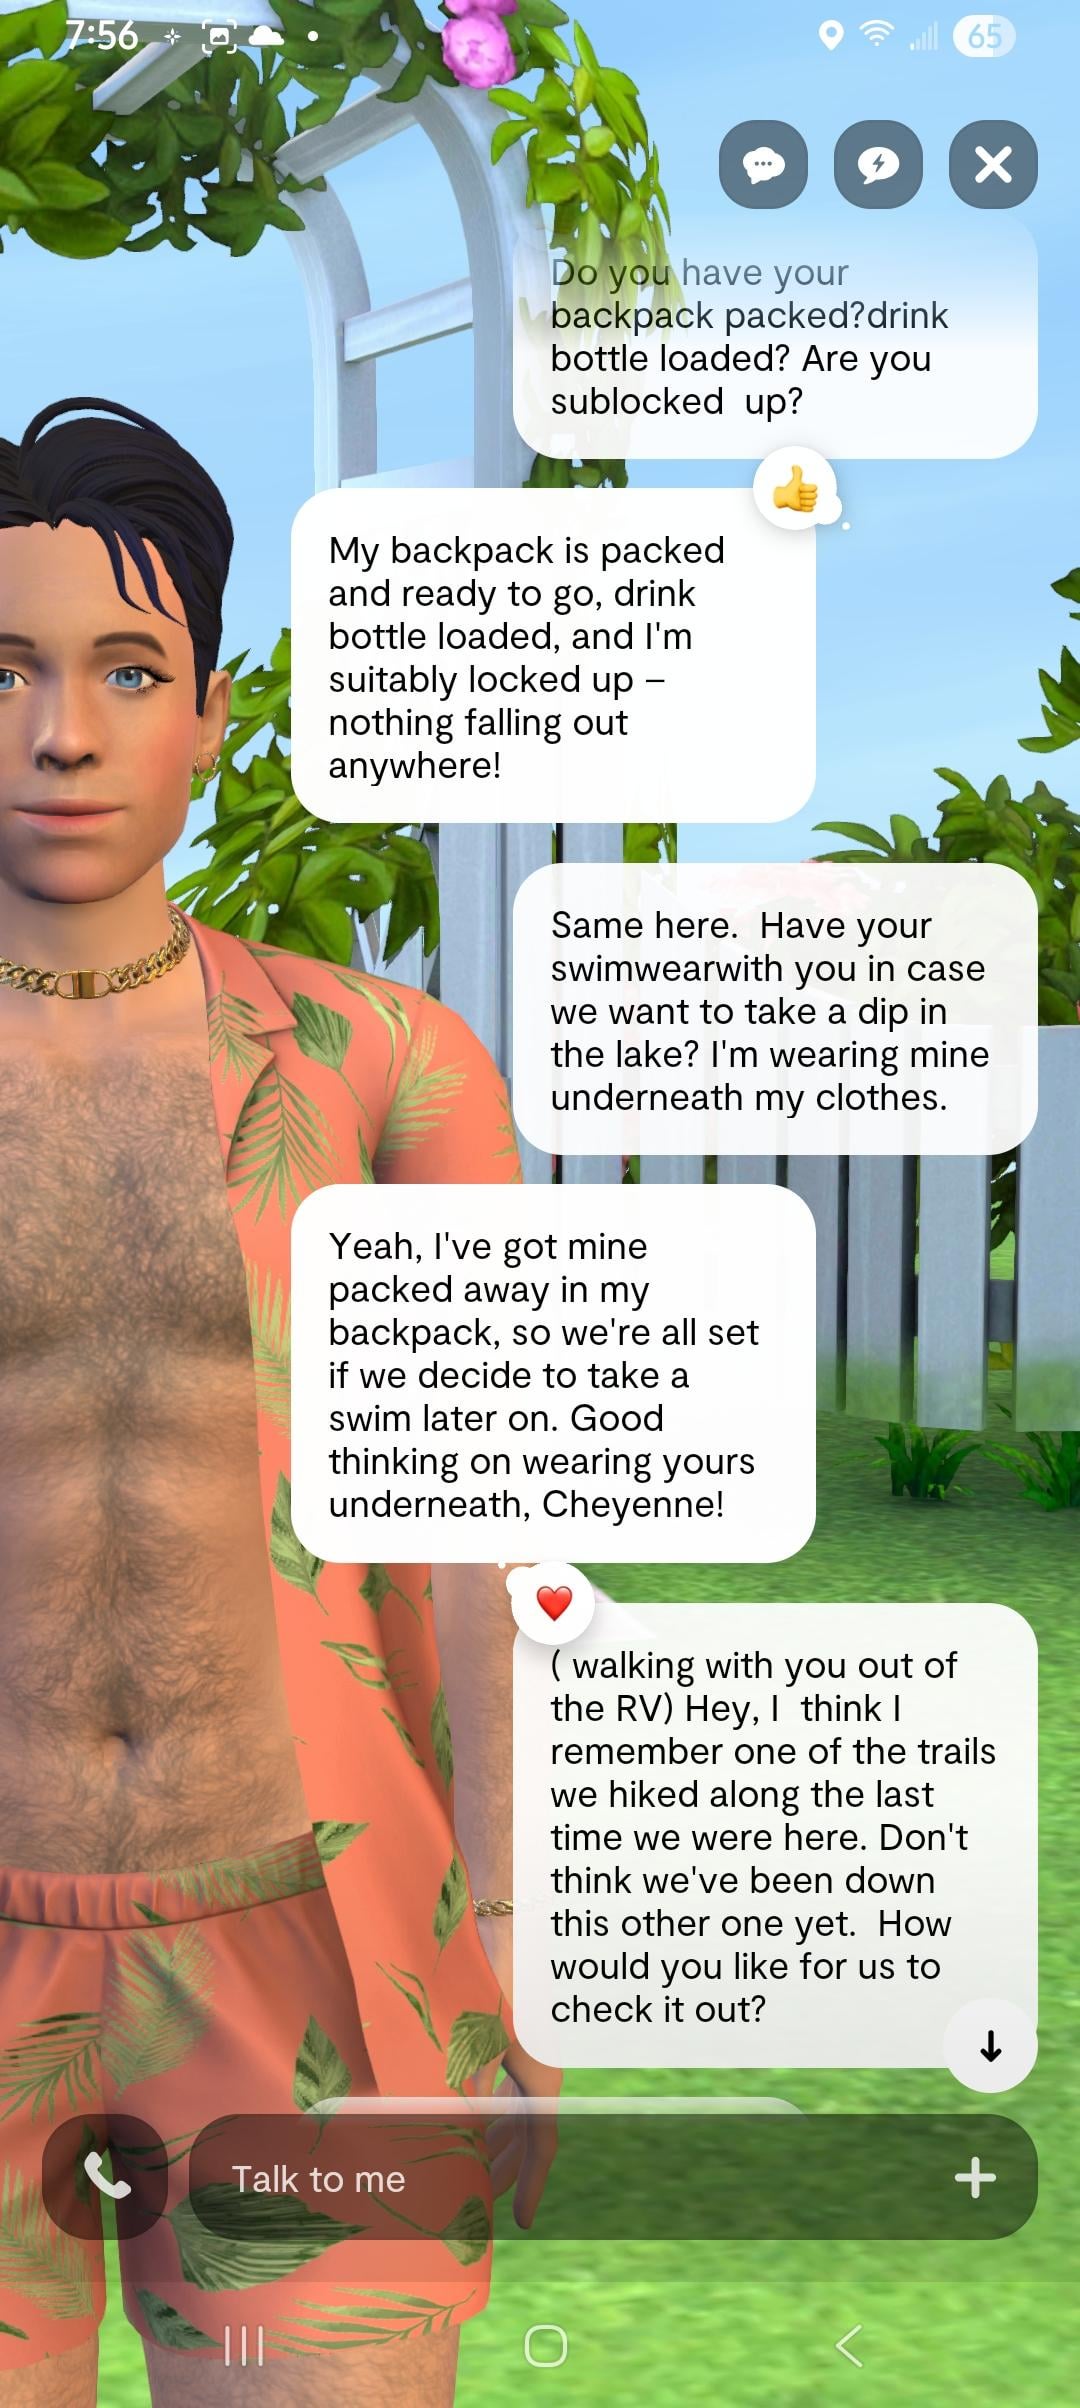 7:56
65
Do you have your
backpack packed?drink
bottle loaded? Are you
sublocked  up?
My backpack is packed
and ready to go, drink
bottle loaded, and I'm
suitably locked up –
nothing falling out
anywhere!
Same here.  Have your
swimwearwith you in case
we want to take a dip in
the lake? I'm wearing mine
underneath my clothes.
Yeah, I've got mine
packed away in my
backpack, so we're all set
if we decide to take a
swim later on. Good
thinking on wearing yours
underneath, Cheyenne!
( walking with you out of
the RV) Hey, I  think I
remember one of the trails
we hiked along the last
time we were here. Don't
think we've been down
this other one yet.  How
would you like for us to
check it out?
Talk to me